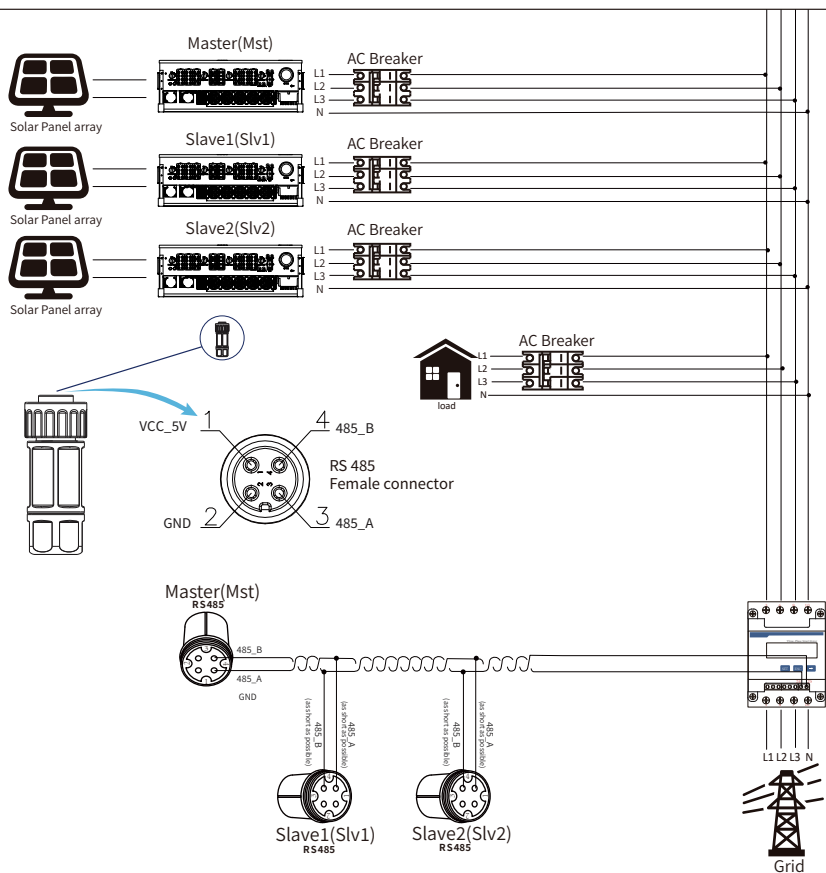 Master(Mst)
AC Breaker
L1
L2
L3
N
Solar Panel array
Slave1(Slv1)
AC Breaker
L1
L2
L3
N
Solar Panel array
Slave2(Slv2)
AC Breaker
L1
L2
L3
N
Solar Panel array
AC Breaker
L1
L2
L3
N
load
VCC_5V 1
4 485_B
RS 485
Female connector
1 4
2 3
GND 2
3 485_A
Master(Mst)
RS485
485_B
485_A
GND
485_B
(as short as possible)
485_A
(as short as possible)
485_B
(as short as possible)
485_A
(as short as possible)
Slave1(Slv1)
RS485
Slave2(Slv2)
RS485
L1 L2 L3 N
Grid